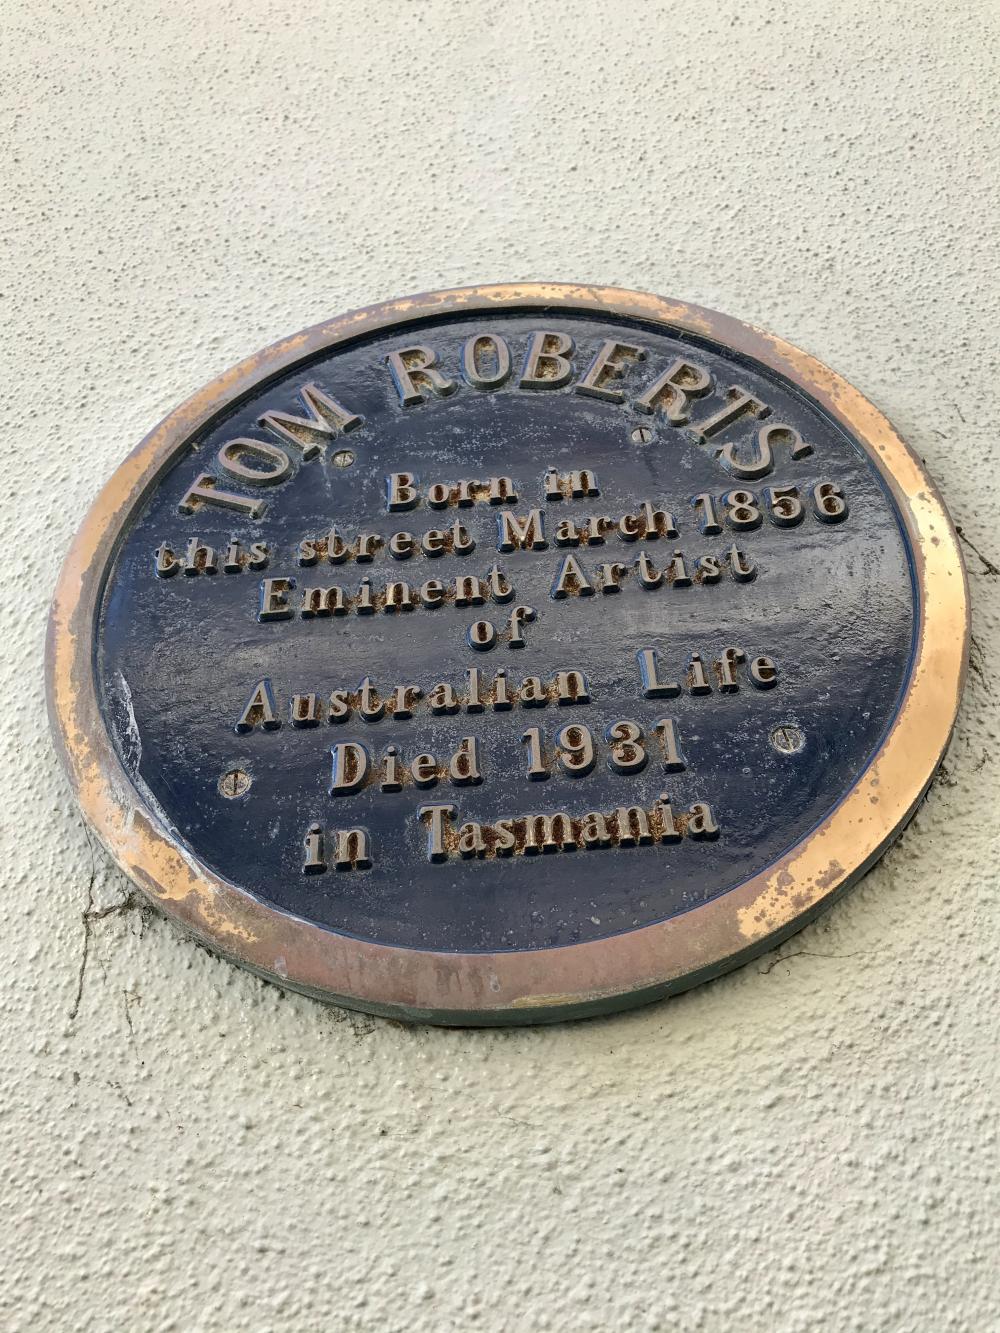 TOM ROBERTS
Born in
this street March 1856
Eminent Artist
of
Australian Life
Died 1931
in Tasmania